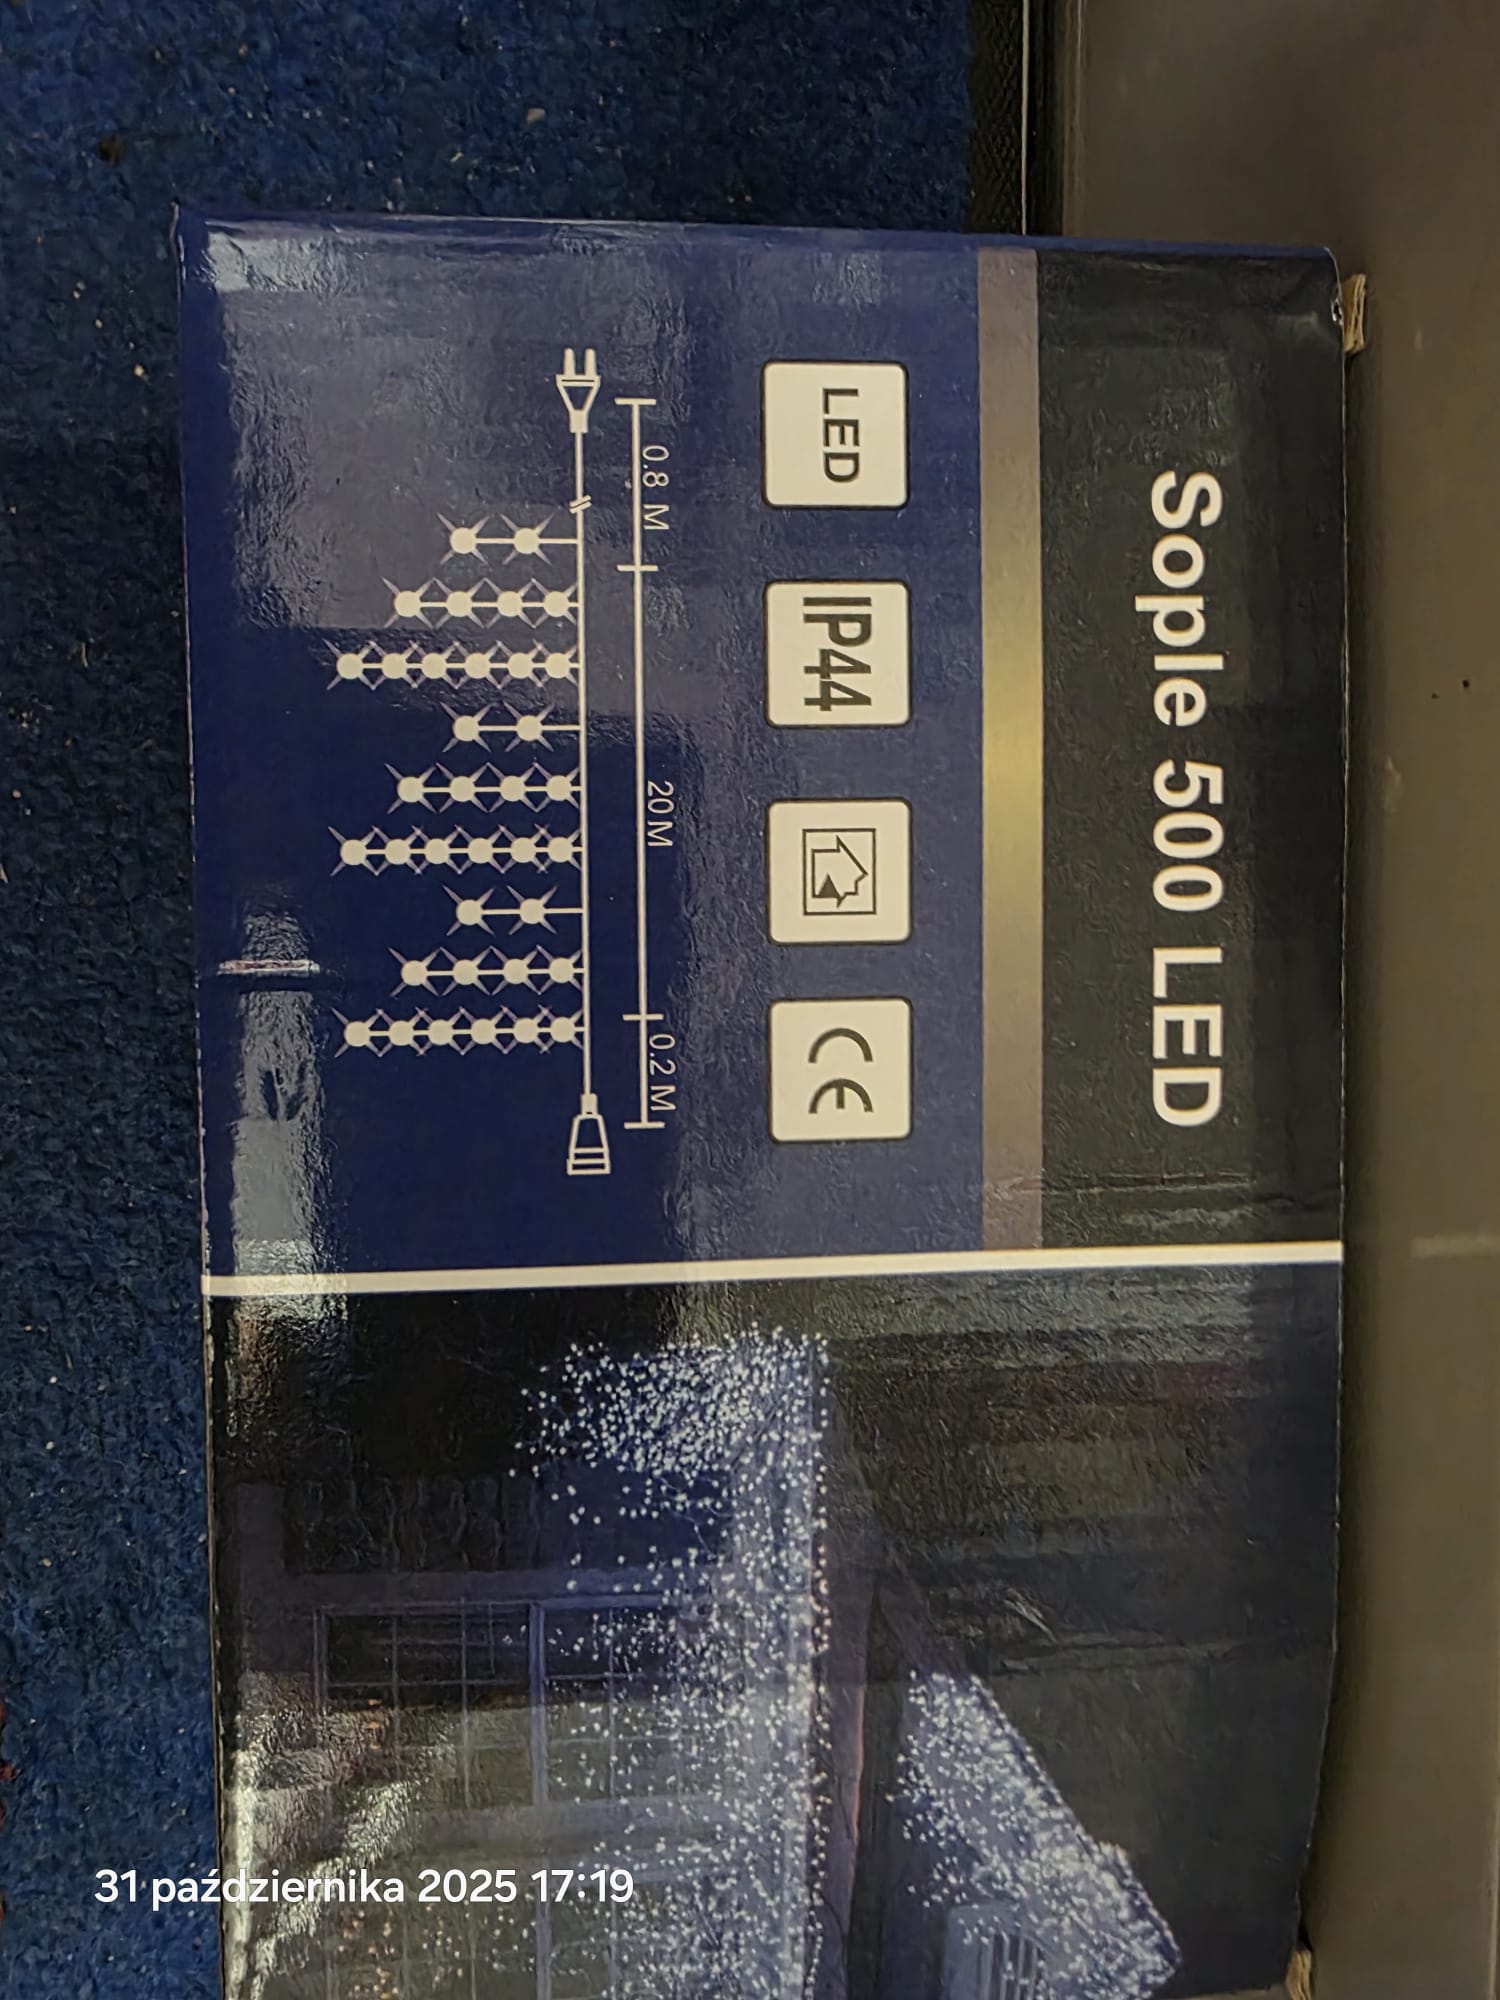 Sople 500 LED
LED
IP44
CE
0.8 M
20 M
0.2 M
31 października 2025 17:19